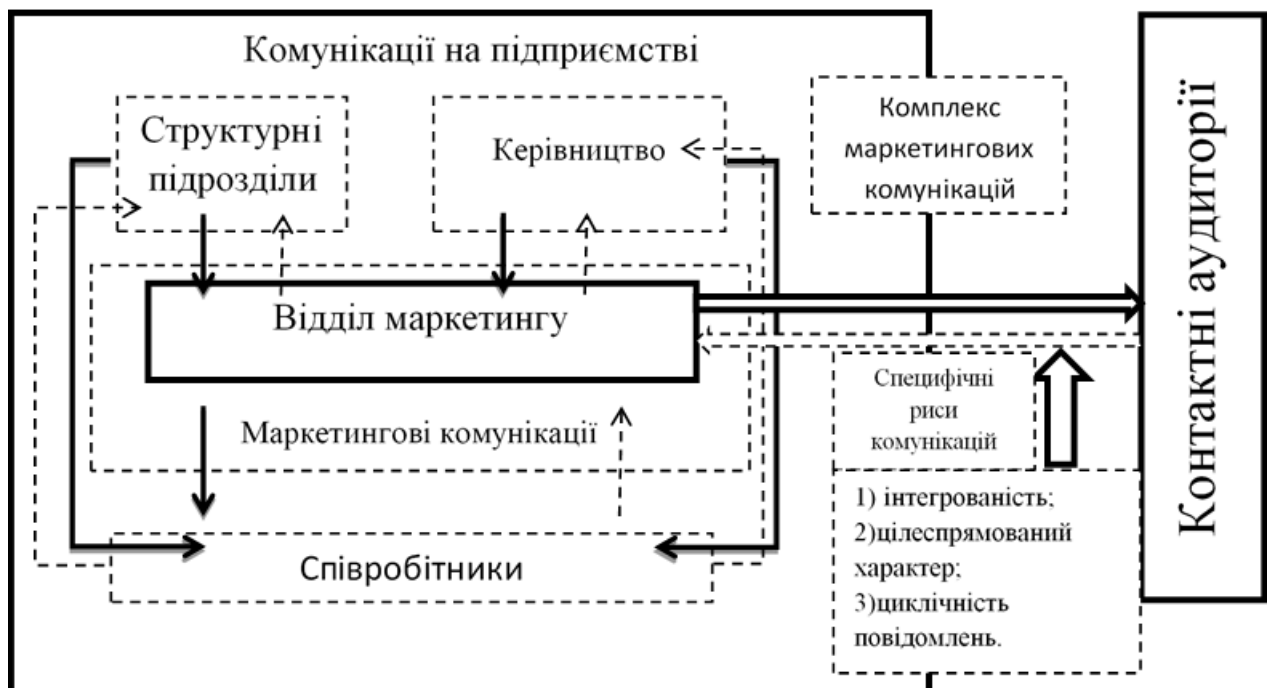 Комунікації на підприємстві
Структурні
підрозділи
Керівництво
Комплекс
маркетингових
комунікацій
Відділ маркетингу
Маркетингові комунікації
Співробітники
Специфічні
риси
комунікацій
1) інтегрованість;
2)цілеспрямований
характер;
3)циклічність
повідомлень.
Контактні аудиторії